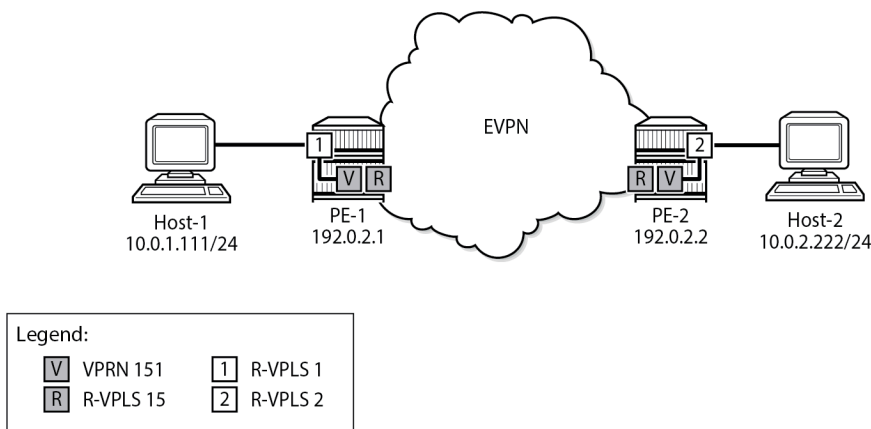 EVPN
1
2
V R
R V
Host-1
10.0.1.111/24
PE-1
192.0.2.1
PE-2
192.0.2.2
Host-2
10.0.2.222/24
Legend:
V VPRN 151
1 R-VPLS 1
R R-VPLS 15
2 R-VPLS 2